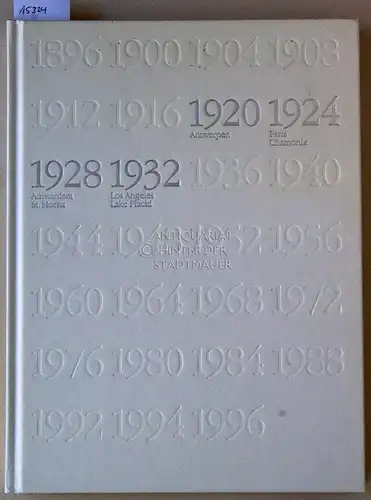 A5324
1896 1900 1904 1908
1912 1916 1920 1924
Antwerpen Paris
Chamonix
1928 1932 1936 1940
Amsterdam Los Angeles
St. Moritz Lake Placid
1944 1948 1952 1956
ANTIQUARIAT
© HINTER DER
STADTMAUER
1960 1964 1968 1972
1976 1980 1984 1988
1992 1994 1996